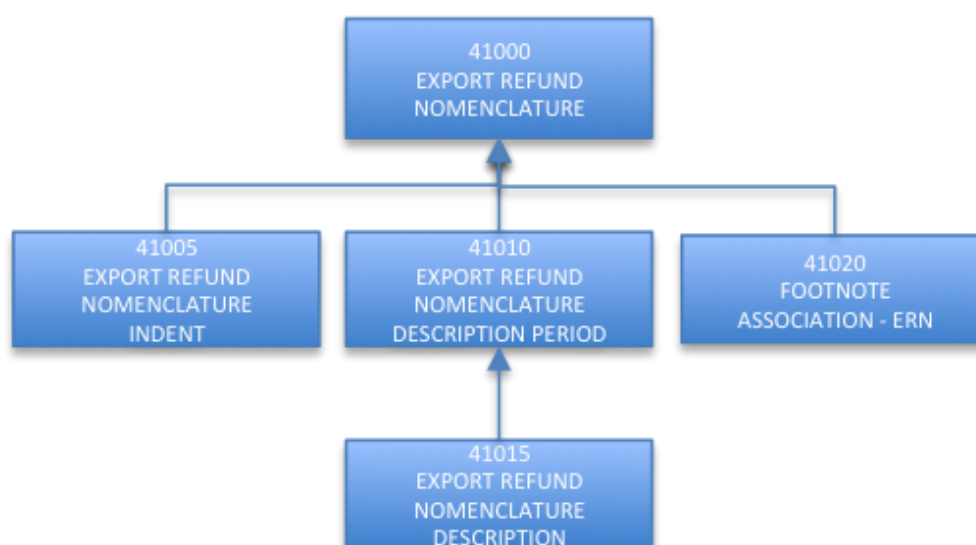 41000
EXPORT REFUND
NOMENCLATURE
41005
EXPORT REFUND
NOMENCLATURE
INDENT
41010
EXPORT REFUND
NOMENCLATURE
DESCRIPTION PERIOD
41020
FOOTNOTE
ASSOCIATION - ERN
41015
EXPORT REFUND
NOMENCLATURE
DESCRIPTION